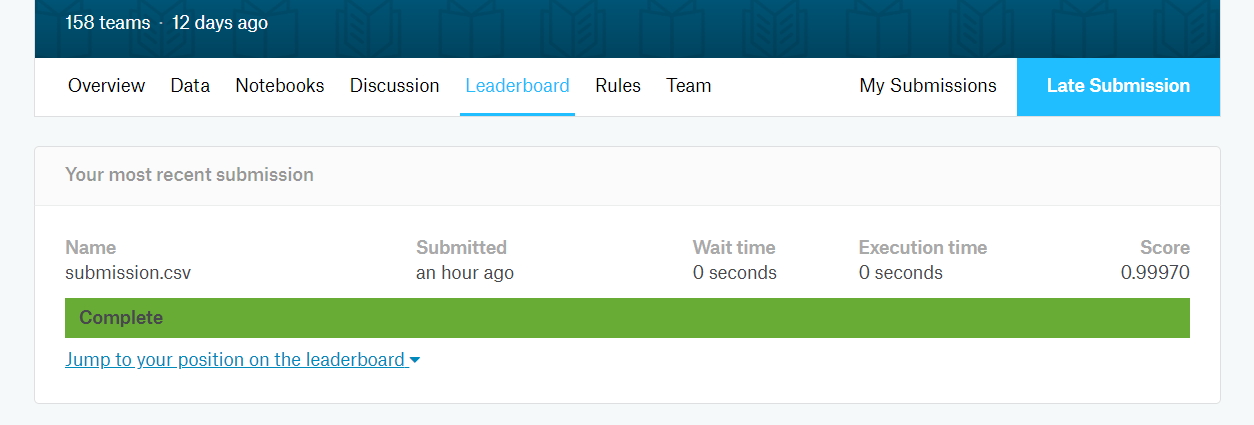 158 teams · 12 days ago
Overview Data Notebooks Discussion Leaderboard Rules Team My Submissions Late Submission
Your most recent submission
Name Submitted Wait time Execution time Score
submission.csv an hour ago 0 seconds 0 seconds 0.99970
Complete
Jump to your position on the leaderboard